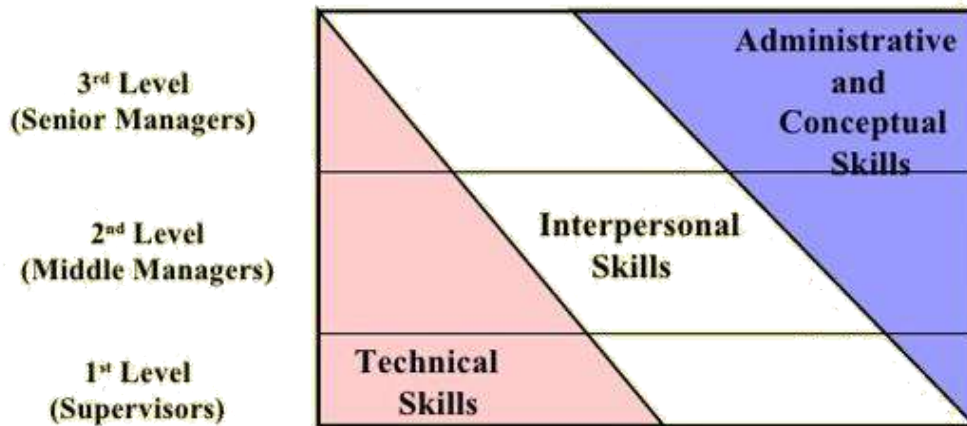 3rd Level
(Senior Managers)
Administrative
and
Conceptual
Skills
2nd Level
(Middle Managers)
Interpersonal
Skills
1st Level
(Supervisors)
Technical
Skills